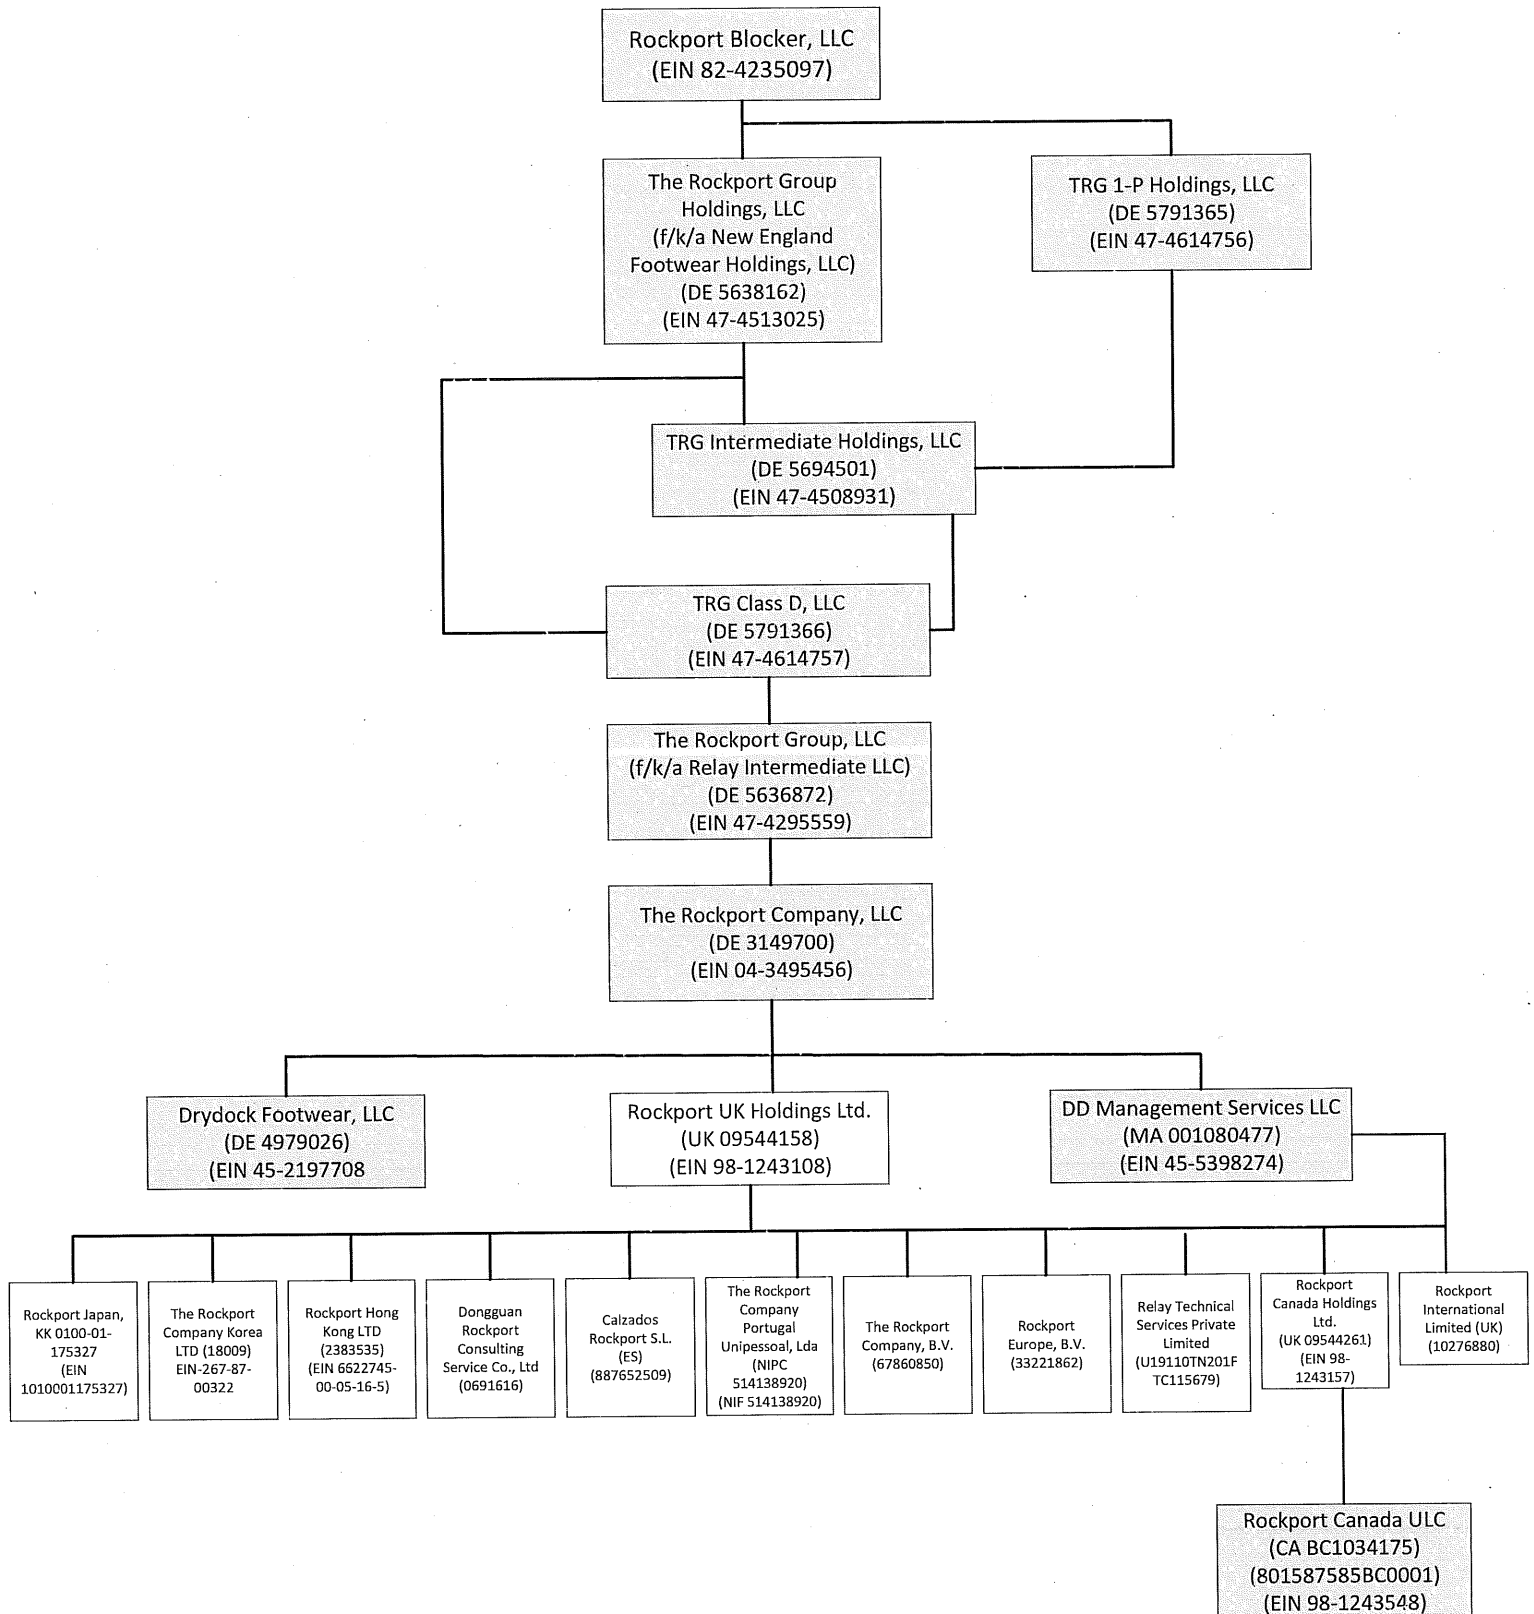 Rockport Blocker, LLC
(EIN 82-4235097)
The Rockport Group
Holdings, LLC
(f/k/a New England
Footwear Holdings, LLC)
(DE 5638162)
(EIN 47-4513025)
TRG 1-P Holdings, LLC
(DE 5791365)
(EIN 47-4614756)
TRG Intermediate Holdings, LLC
(DE 5694501)
(EIN 47-4508931)
TRG Class D, LLC
(DE 5791366)
(EIN 47-4614757)
The Rockport Group, LLC
(f/k/a Relay Intermediate LLC)
(DE 5636872)
(EIN 47-4295559)
The Rockport Company, LLC
(DE 3149700)
(EIN 04-3495456)
Drydock Footwear, LLC
(DE 4979026)
(EIN 45-2197708
Rockport UK Holdings Ltd.
(UK 09544158)
(EIN 98-1243108)
DD Management Services LLC
(MA 001080477)
(EIN 45-5398274)
Rockport Japan,
KK 0100-01-
175327
(EIN
1010001175327)
The Rockport
Company Korea
LTD (18009)
EIN-267-87-
00322
Rockport Hong
Kong LTD
(2383535)
(EIN 6622745-
00-05-16-5)
Dongguan
Rockport
Consulting
Service Co., Ltd
(0691616)
Calzados
Rockport S.L.
(ES)
(887652509)
The Rockport
Company
Portugal
Unipessoal, Lda
(NIPC
514138920)
(NIF 514138920)
The Rockport
Company, B.V.
(67860850)
Rockport
Europe, B.V.
(33221862)
Relay Technical
Services Private
Limited
(U19110TN201F
TC115679)
Rockport
Canada Holdings
Ltd.
(UK 09544261)
(EIN 98-
1243157)
Rockport
International
Limited (UK)
(10276880)
Rockport Canada ULC
(CA BC1034175)
(801587585BC0001)
(EIN 98-1243548)